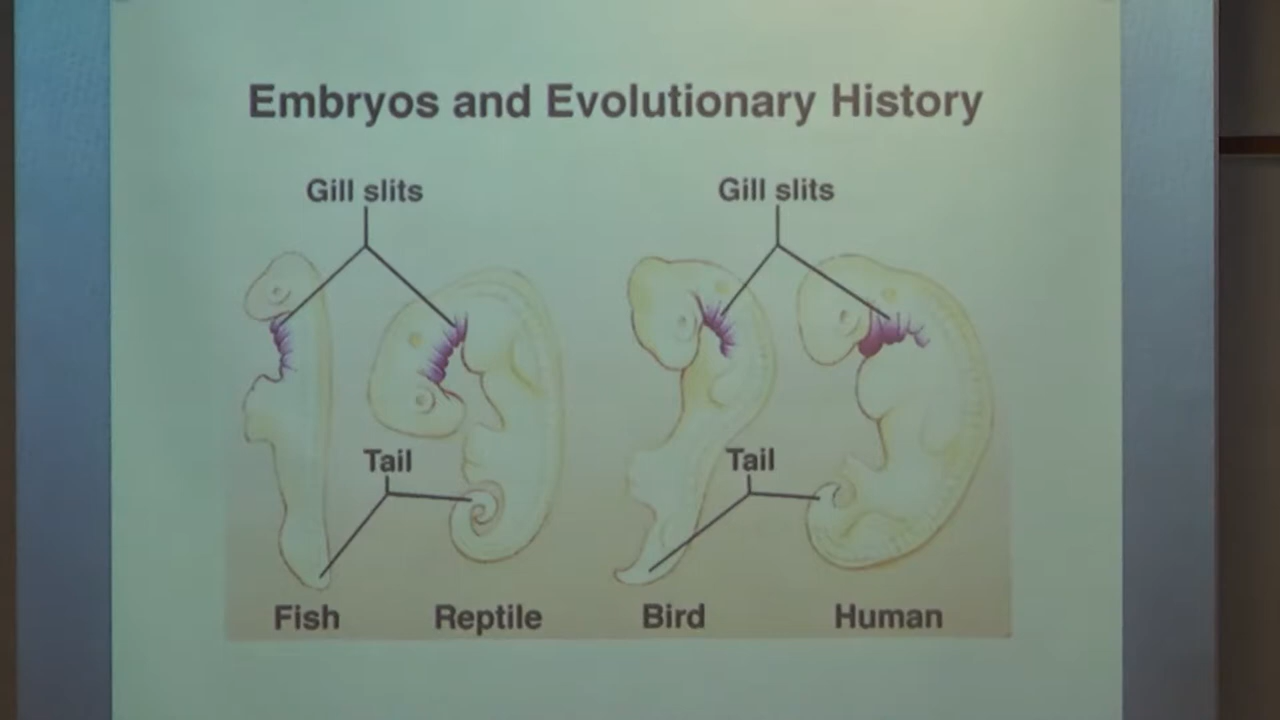 Embryos and Evolutionary History
Gill slits
Gill slits
Tail
Tail
Fish
Reptile
Bird
Human